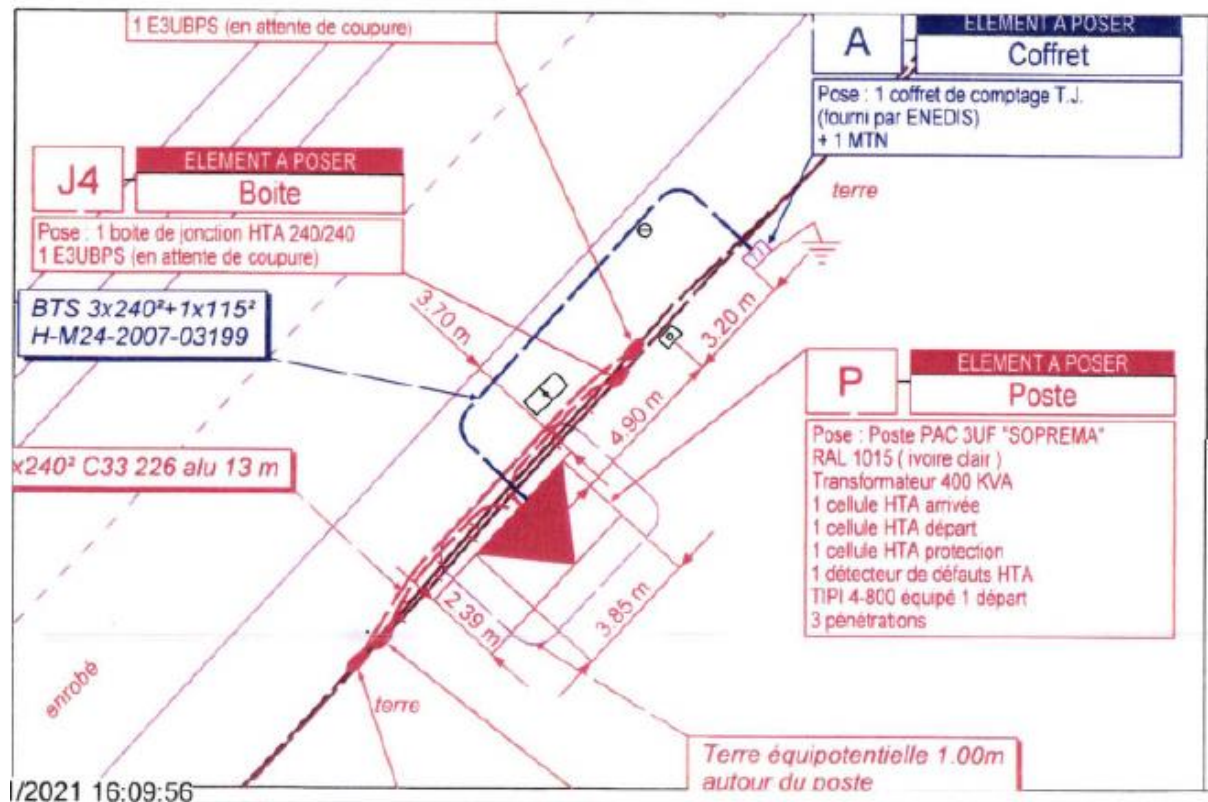 1 E3UBPS (en attente de coupure)
A
ELEMENT A POSER
Coffret
Pose : 1 coffret de comptage T.J.
(fourni par ENEDIS)
+ 1 MTN
J4
ELEMENT A POSER
Boite
Pose : 1 boite de jonction HTA 240/240
1 E3UBPS (en attente de coupure)
terre
TJ
BTS 3x240²+1x115²
H-M24-2007-03199
3.70 m
3.20 m
4.90 m
P
ELEMENT A POSER
Poste
Pose : Poste PAC 3UF "SOPREMA"
RAL 1015 ( ivoire clair )
Transformateur 400 KVA
1 cellule HTA arrivée
1 cellule HTA départ
1 cellule HTA protection
1 détecteur de défauts HTA
TIPI 4-800 équipé 1 départ
3 pénétrations
x240² C33 226 alu 13 m
2.39 m
3.85 m
enrobé
terre
Terre équipotentielle 1.00m
autour du poste
1/2021 16:09:56